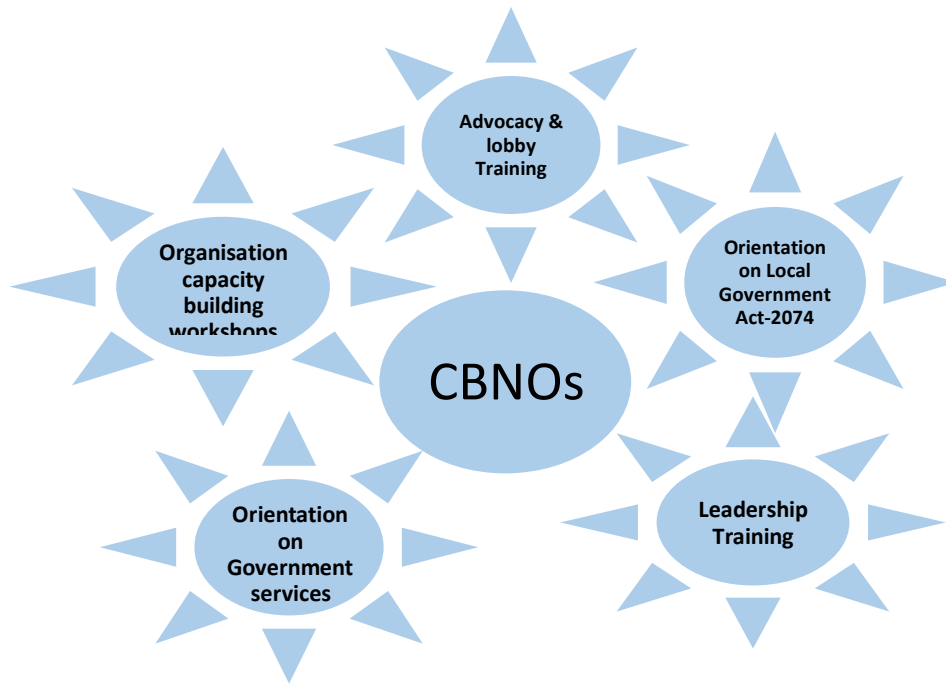 Advocacy &
lobby
Training
Organisation
capacity
building
workshops
Orientation
on Local
Government
Act-2074
CBNOs
Orientation
on
Government
services
Leadership
Training